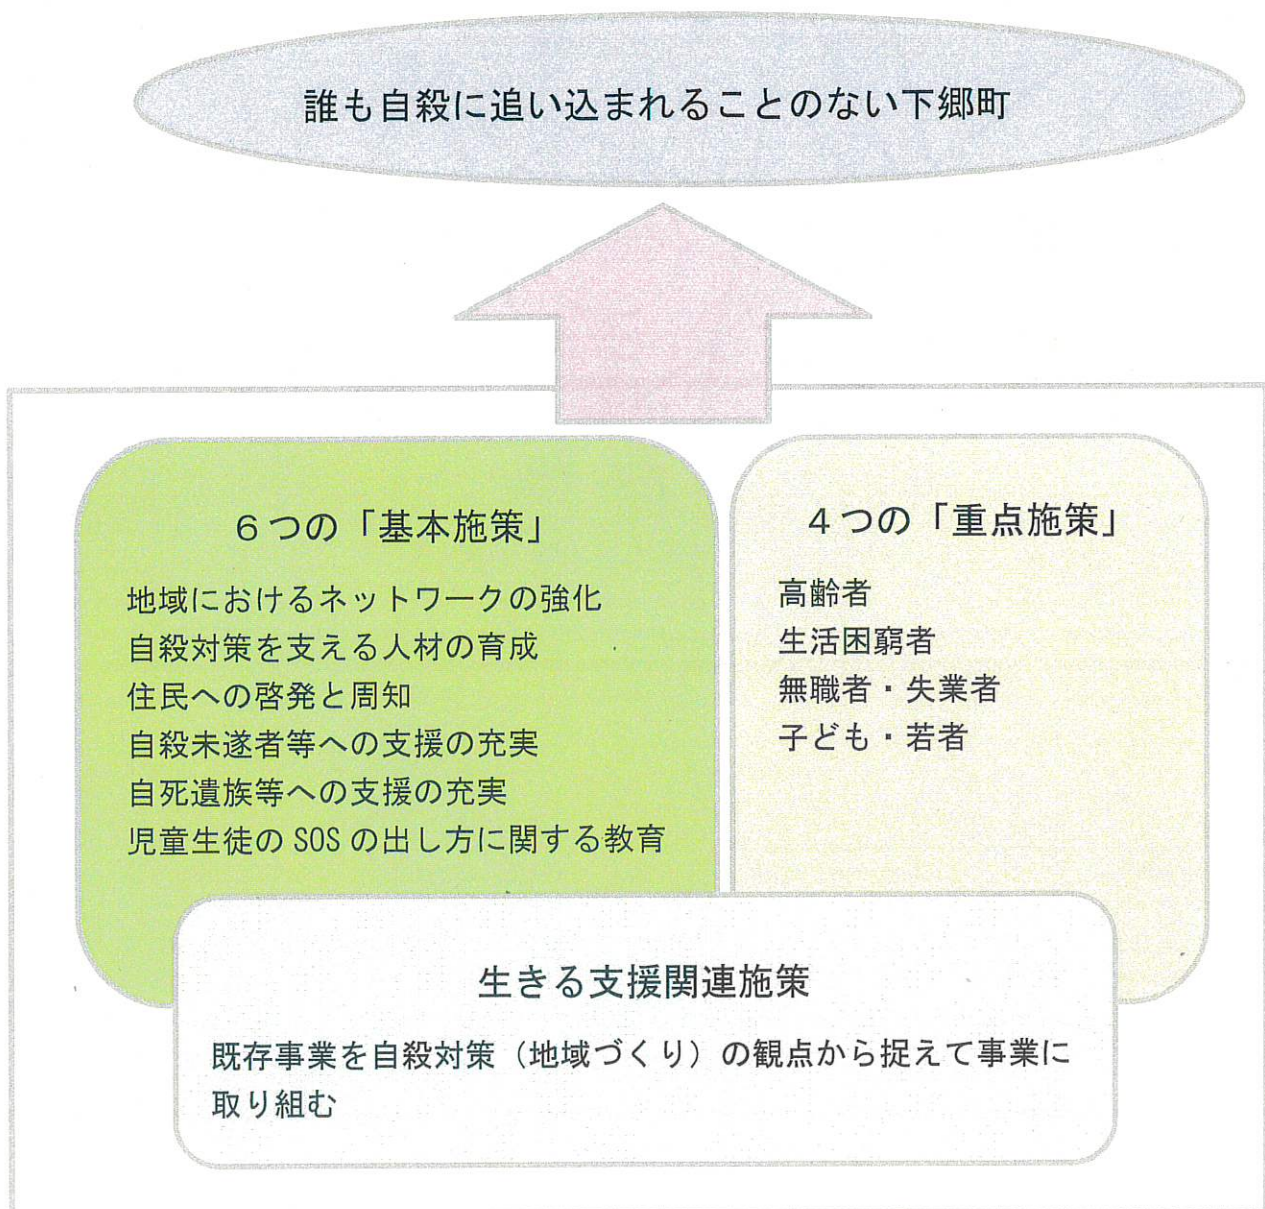 誰も自殺に追い込まれることのない下郷町
6つの「基本施策」
地域におけるネットワークの強化
自殺対策を支える人材の育成
住民への啓発と周知
自殺未遂者等への支援の充実
自死遺族等への支援の充実
児童生徒の SOS の出し方に関する教育
4つの「重点施策」
高齢者
生活困窮者
無職者・失業者
子ども・若者
生きる支援関連施策
既存事業を自殺対策（地域づくり）の観点から捉えて事業に
取り組む